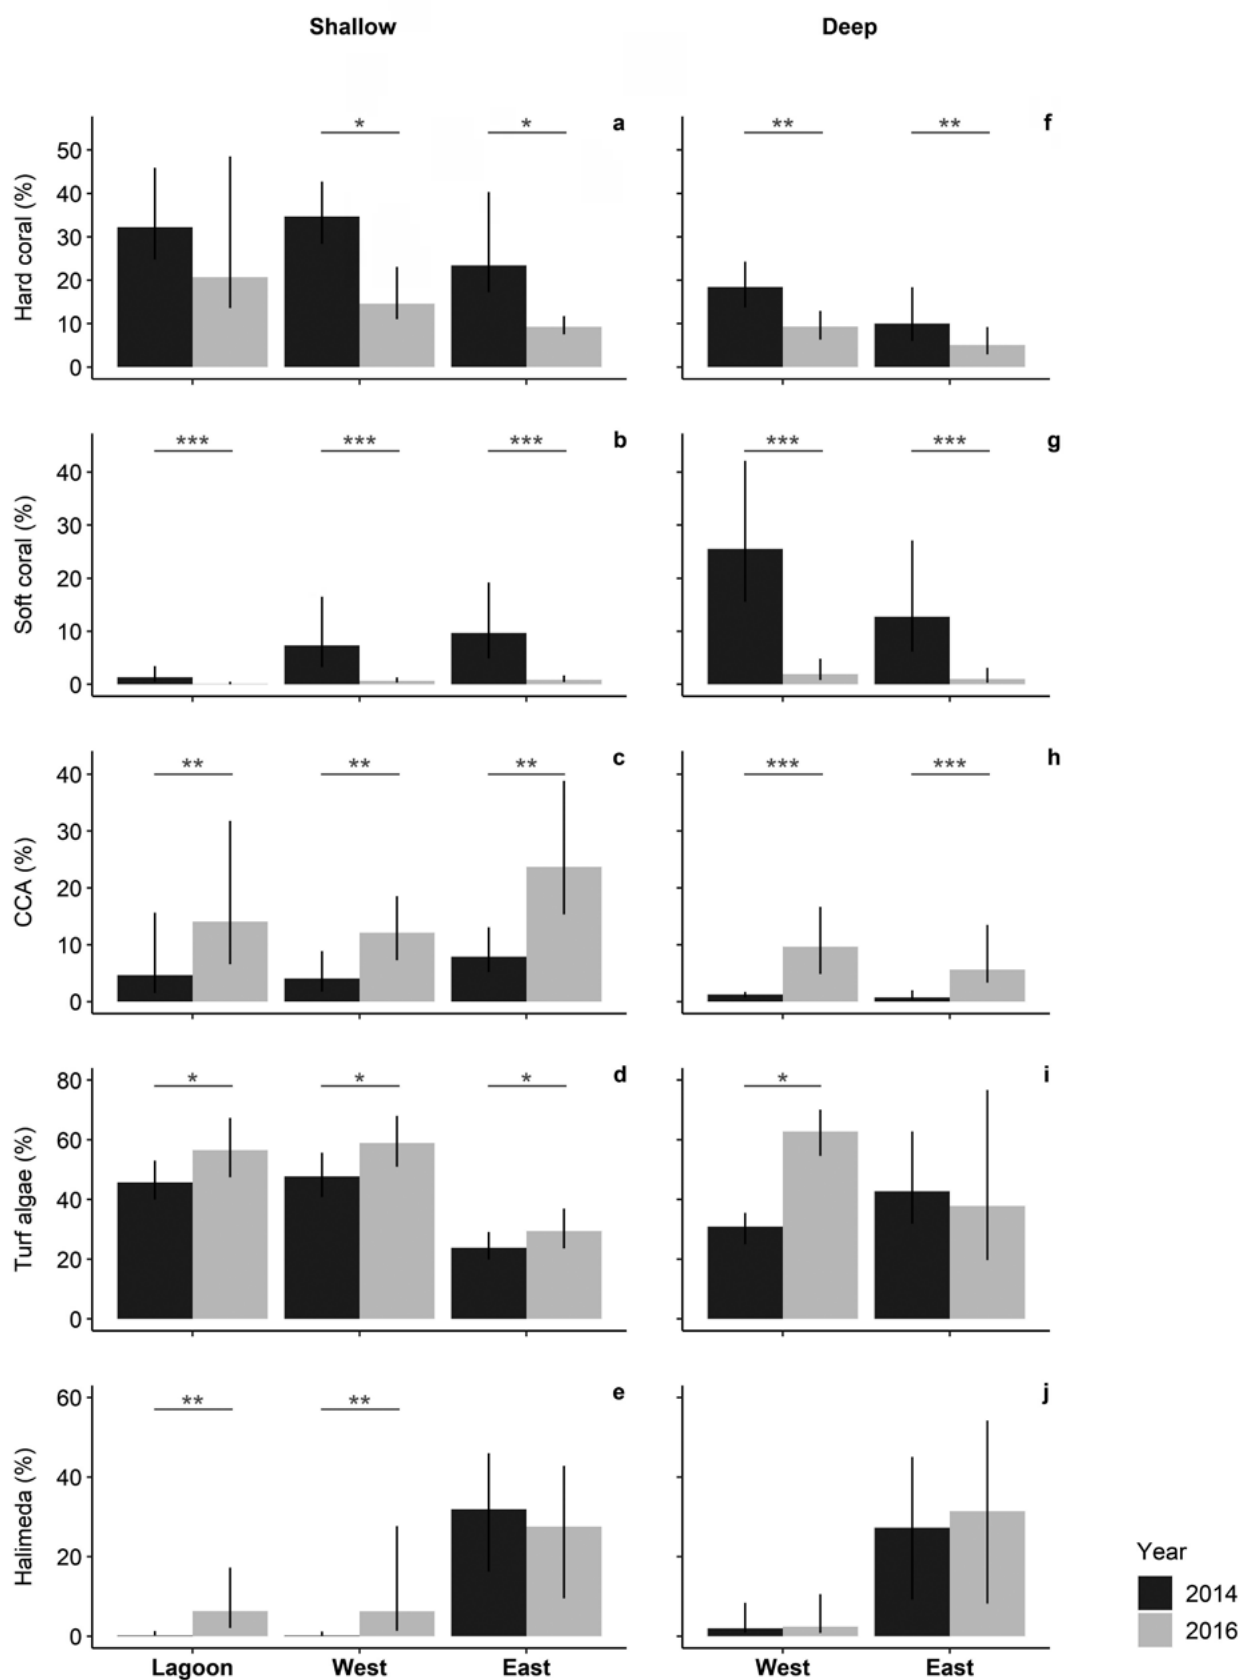 Shallow Deep
* * a ** ** f
Hard coral (%)
50
40
30
20
10
0
*** *** *** b *** *** g
Soft coral (%)
40
30
20
10
0
** ** ** c *** *** h
CCA (%)
40
30
20
10
0
* * * d * i
Turf algae (%)
80
60
40
20
0
** ** e j
Halimeda (%)
60
40
20
0
Lagoon West East West East
Year
2014
2016